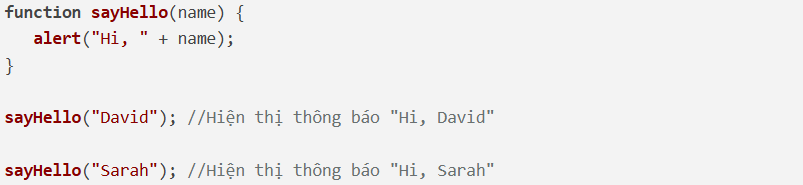 function sayHello(name) {
alert("Hi, " + name);
}
sayHello("David"); //Hiện thị thông báo "Hi, David"
sayHello("Sarah"); //Hiện thị thông báo "Hi, Sarah"